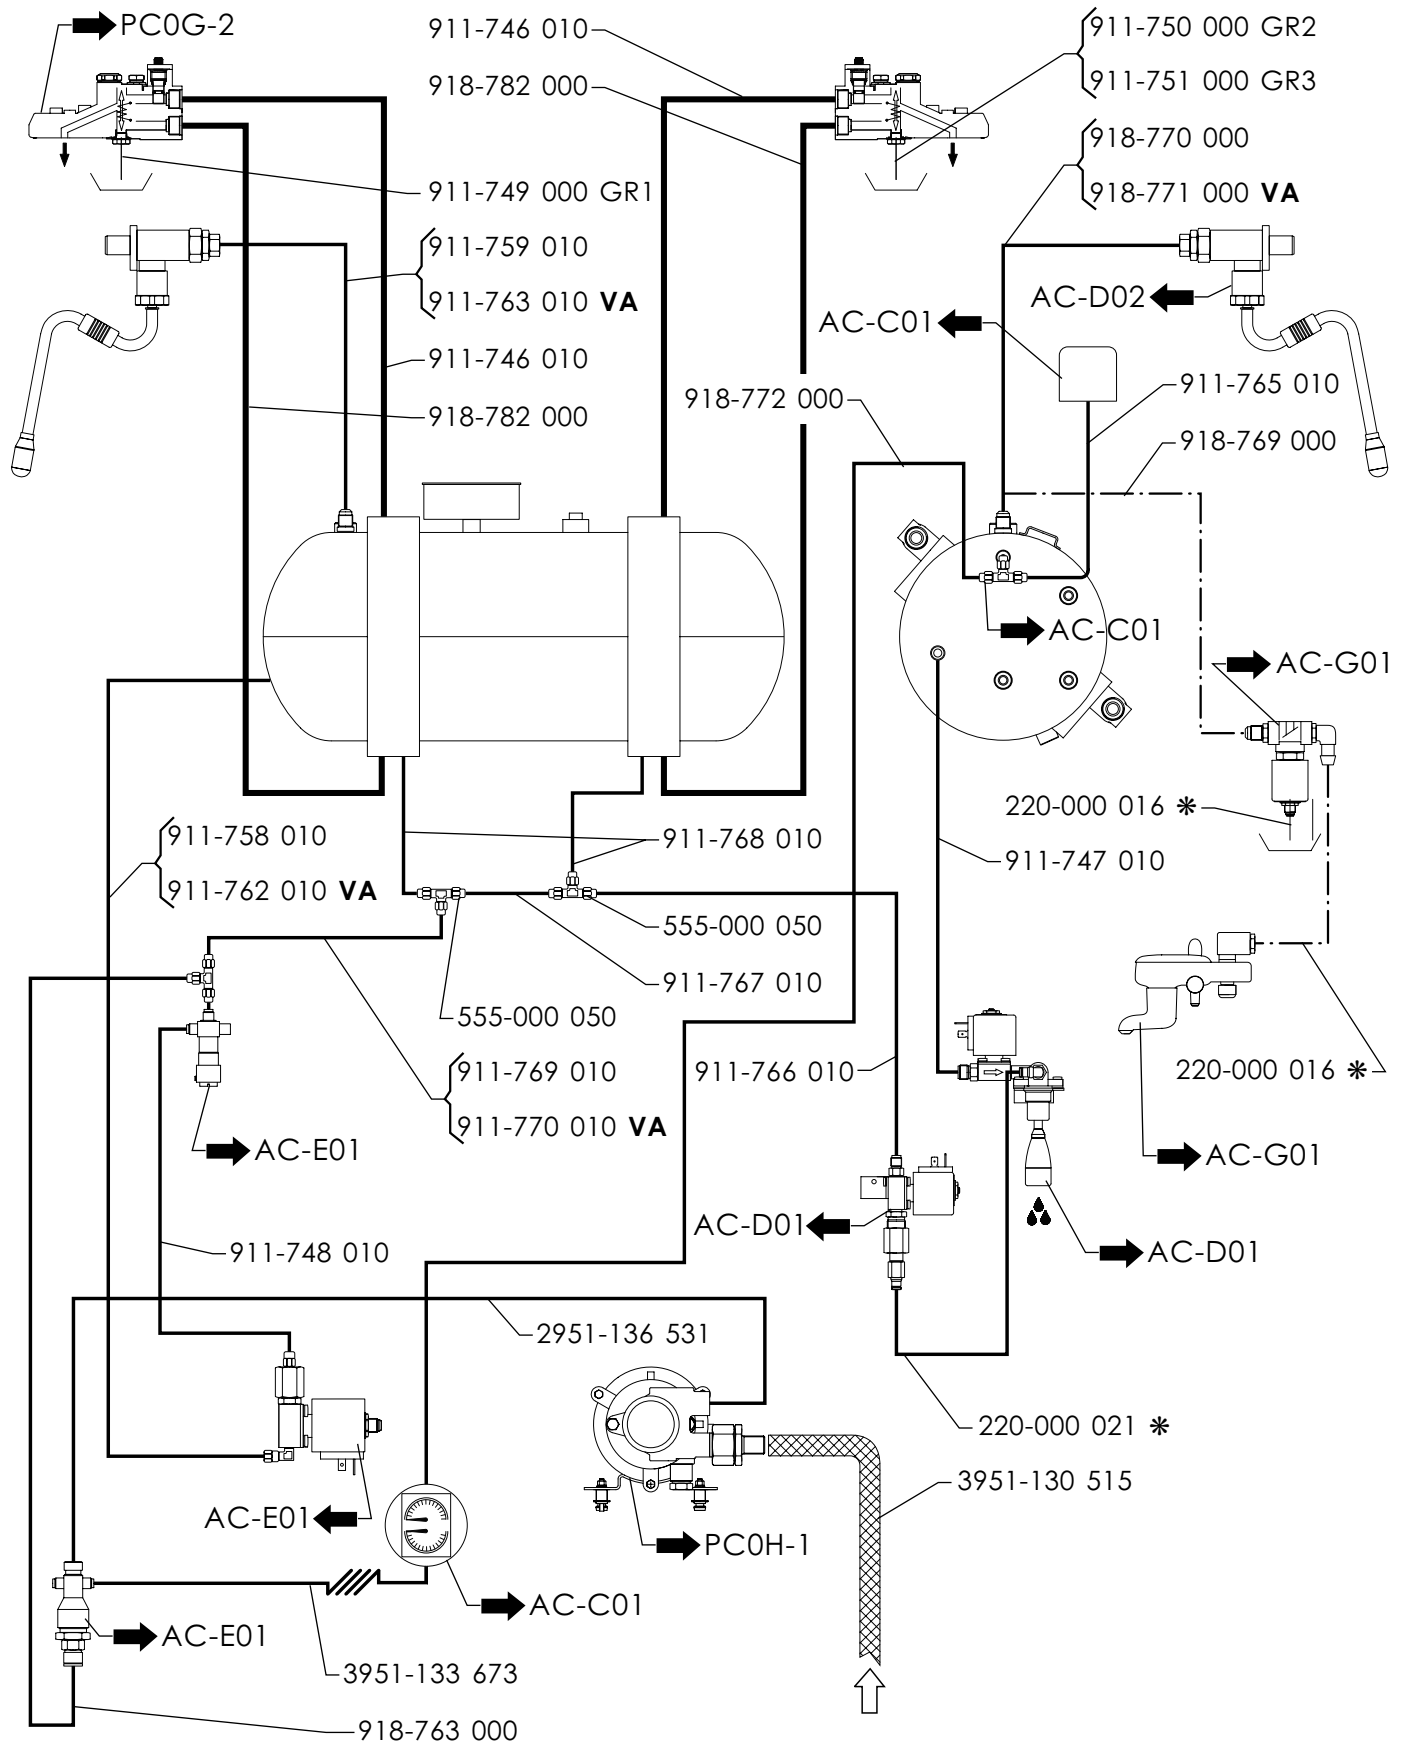 PC0G-2
911-746 010
911-750 000 GR2
918-782 000
911-751 000 GR3
918-770 000
911-749 000 GR1
918-771 000 VA
911-759 010
911-763 010 VA
AC-D02
AC-C01
911-746 010
911-765 010
918-772 000
918-782 000
918-769 000
AC-C01
AC-G01
220-000 016 ❋
911-758 010
911-768 010
911-747 010
911-762 010 VA
555-000 050
911-767 010
555-000 050
911-769 010
911-766 010
220-000 016 ❋
911-770 010 VA
AC-E01
AC-G01
AC-D01
911-748 010
AC-D01
2951-136 531
220-000 021 ❋
3951-130 515
AC-E01
PC0H-1
AC-C01
AC-E01
3951-133 673
918-763 000